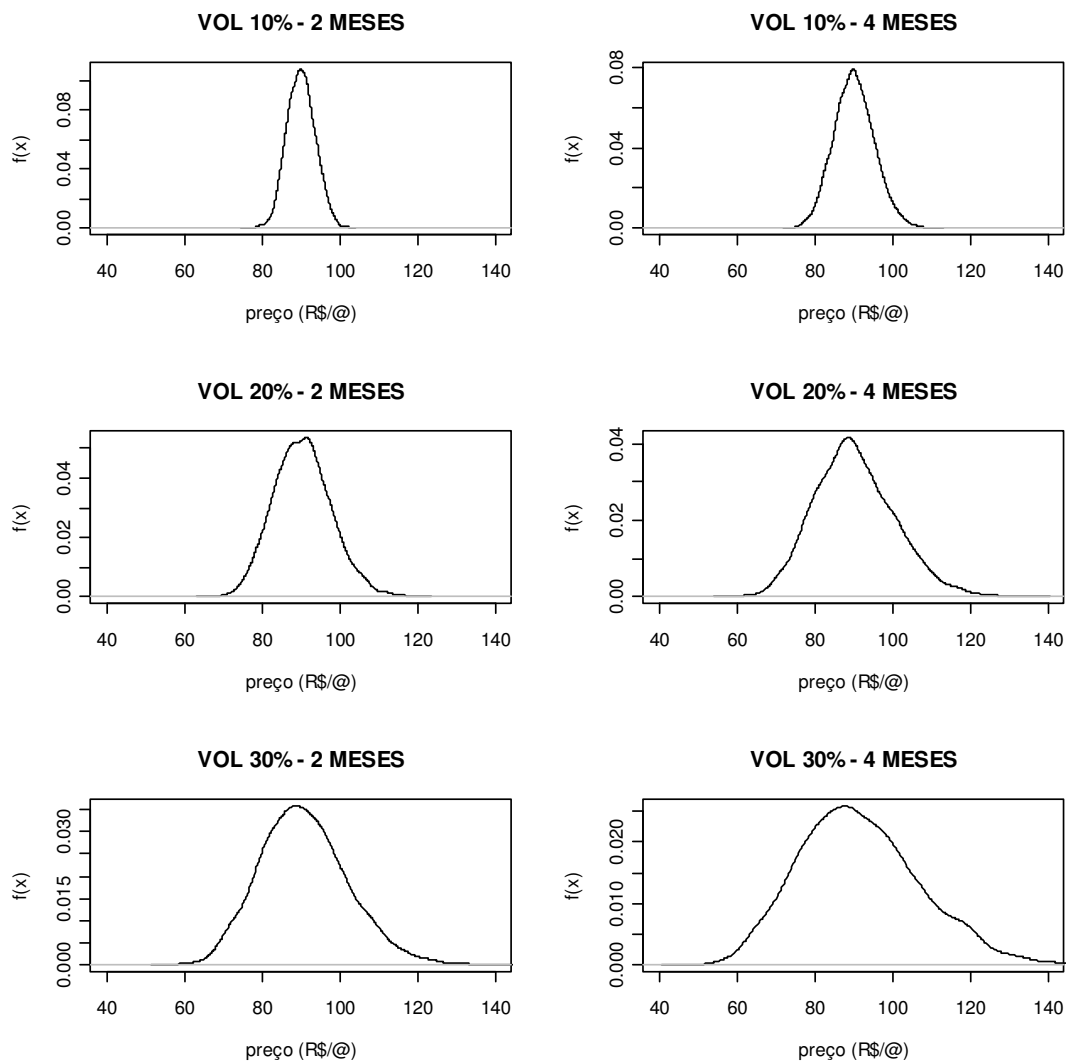 VOL 10% - 2 MESES
f(x)
0.00 0.04 0.08
40 60 80 100 120 140
preço (R$/@)
VOL 10% - 4 MESES
f(x)
0.00 0.04 0.08
40 60 80 100 120 140
preço (R$/@)
VOL 20% - 2 MESES
f(x)
0.00 0.02 0.04
40 60 80 100 120 140
preço (R$/@)
VOL 20% - 4 MESES
f(x)
0.00 0.02 0.04
40 60 80 100 120 140
preço (R$/@)
VOL 30% - 2 MESES
f(x)
0.000 0.015 0.030
40 60 80 100 120 140
preço (R$/@)
VOL 30% - 4 MESES
f(x)
0.000 0.010 0.020
40 60 80 100 120 140
preço (R$/@)